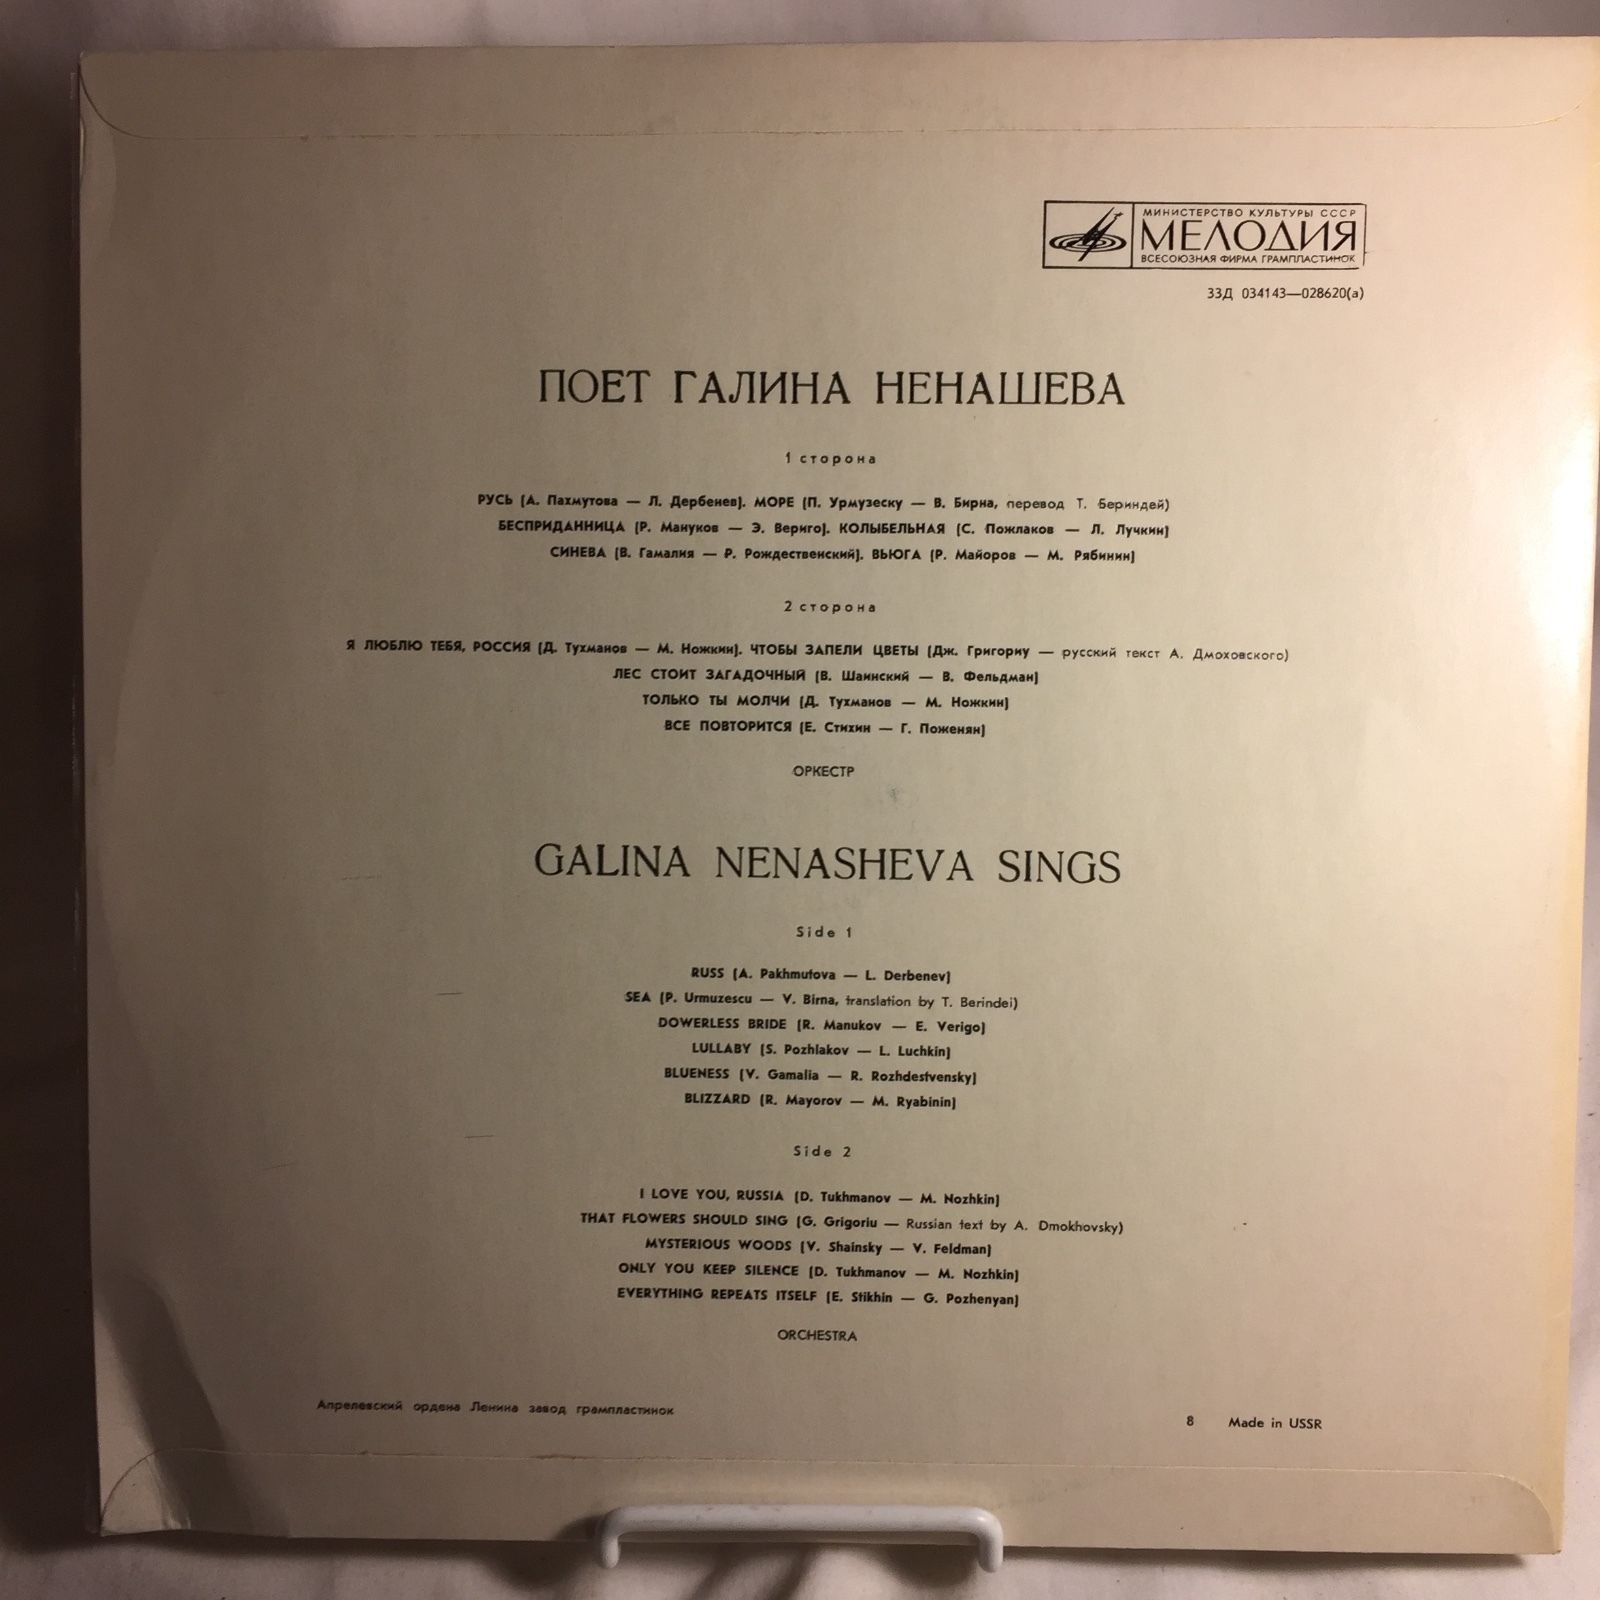 МИНИСТЕРСТВО КУЛЬТУРЫ СССР
МЕЛОДИЯ
ВСЕСОЮЗНАЯ ФИРМА ГРАМПЛАСТИНОК
33Д 034143—028620(а)
ПОЕТ ГАЛИНА НЕНАШЕВА
1 сторона
РУСЬ (А. Пахмутова — Л. Дербенев). МОРЕ (П. Урмузеску — В. Бирна, перевод Т. Бериндей)
БЕСПРИДАННИЦА (Р. Мануков — Э. Вериго). КОЛЫБЕЛЬНАЯ (С. Пожлаков — Л. Лучкин)
СИНЕВА (В. Гамалия — Р. Рождественский). ВЬЮГА (Р. Майоров — М. Рябинин)
2 сторона
Я ЛЮБЛЮ ТЕБЯ, РОССИЯ (Д. Тухманов — М. Ножкин). ЧТОБЫ ЗАПЕЛИ ЦВЕТЫ (Дж. Григориу — русский текст А. Дмоховского)
ЛЕС СТОИТ ЗАГАДОЧНЫЙ (В. Шаинский — В. Фельдман)
ТОЛЬКО ТЫ МОЛЧИ (Д. Тухманов — М. Ножкин)
ВСЕ ПОВТОРИТСЯ (Е. Стихин — Г. Поженян)
ОРКЕСТР
GALINA NENASHEVA SINGS
Side 1
RUSS (A. Pakhmutova — L. Derbenev)
SEA (P. Urmuzescu — V. Birna, translation by T. Berindei)
DOWERLESS BRIDE (R. Manukov — E. Verigo)
LULLABY (S. Pozhlakov — L. Luchkin)
BLUENESS (V. Gamalia — R. Rozhdestvensky)
BLIZZARD (R. Mayorov — M. Ryabinin)
Side 2
I LOVE YOU, RUSSIA (D. Tukhmanov — M. Nozhkin)
THAT FLOWERS SHOULD SING (G. Grigoriu — Russian text by A. Dmokhovsky)
MYSTERIOUS WOODS (V. Shainsky — V. Feldman)
ONLY YOU KEEP SILENCE (D. Tukhmanov — M. Nozhkin)
EVERYTHING REPEATS ITSELF (E. Stikhin — G. Pozhenyan)
ORCHESTRA
Апрелевский ордена Ленина завод грампластинок
8 Made in USSR